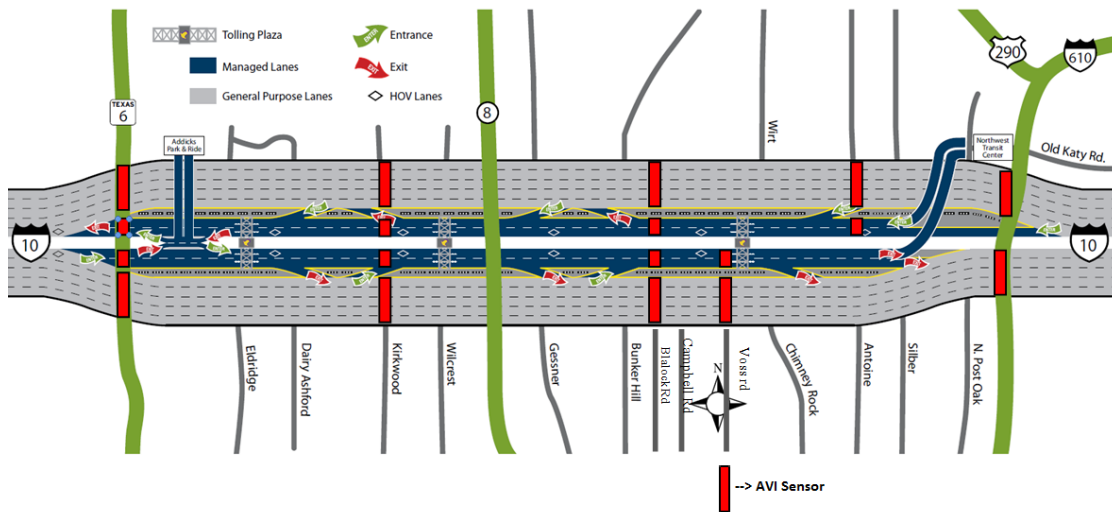 Tolling Plaza
ENTER
Entrance
Managed Lanes
EXIT
Exit
General Purpose Lanes
HOV Lanes
TEXAS
6
8
290
610
Addicks
Park & Ride
Wirt
Northwest
Transit
Center
Old Katy Rd.
10
10
Eldridge
Dairy Ashford
Kirkwood
Wilcrest
Gessner
Bunker Hill
Blalock Rd
Campbell Rd
N
Voss rd
Chimney Rock
Antoine
Silber
N. Post Oak
--> AVI Sensor